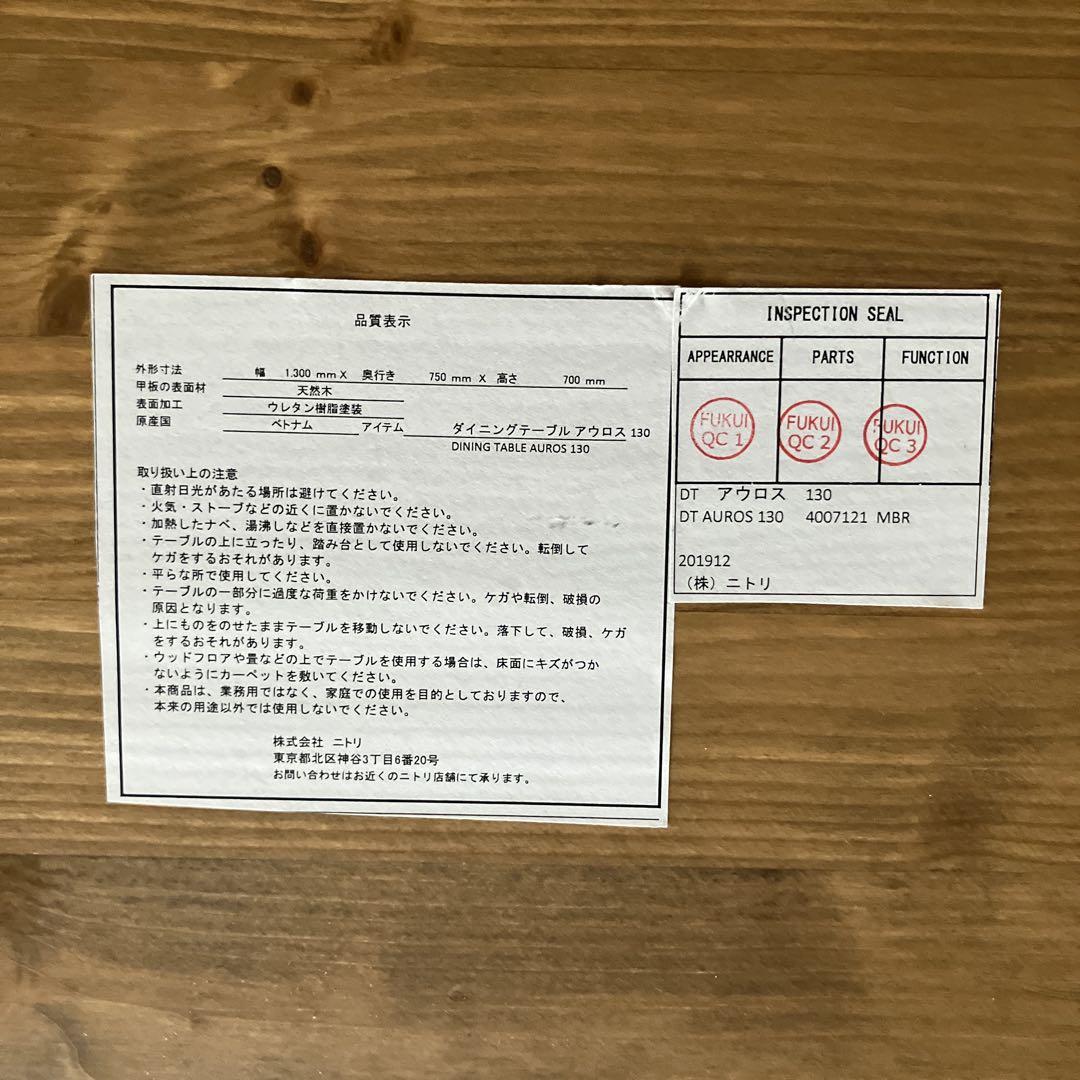 品質表示
外形寸法 幅 1.300 mm X 奥行き 750 mm X 高さ 700 mm
甲板の表面材 天然木
表面加工 ウレタン樹脂塗装
原産国 ベトナム アイテム ダイニングテーブル アウロス 130
DINING TABLE AUROS 130
取り扱い上の注意
・直射日光があたる場所は避けてください。
・火気・ストーブなどの近くに置かないでください。
・加熱したナベ、湯沸しなどを直接置かないでください。
・テーブルの上に立ったり、踏み台として使用しないでください。転倒して
ケガをするおそれがあります。
・平らな所で使用してください。
・テーブルの一部分に過度な荷重をかけないでください。ケガや転倒、破損の
原因となります。
・上にものをのせたままテーブルを移動しないでください。落下して、破損、ケガ
をするおそれがあります。
・ウッドフロアや畳などの上でテーブルを使用する場合は、床面にキズがつか
ないようにカーペットを敷いてください。
・本商品は、業務用ではなく、家庭での使用を目的としておりますので、
本来の用途以外では使用しないでください。
株式会社 ニトリ
東京都北区神谷3丁目6番20号
お問い合わせはお近くのニトリ店舗にて承ります。
INSPECTION SEAL
APPEARRANCE PARTS FUNCTION
FUKUI QC 1
FUKUI QC 2
FUKUI QC 3
DT アウロス 130
DT AUROS 130 4007121 MBR
201912
（株）ニトリ